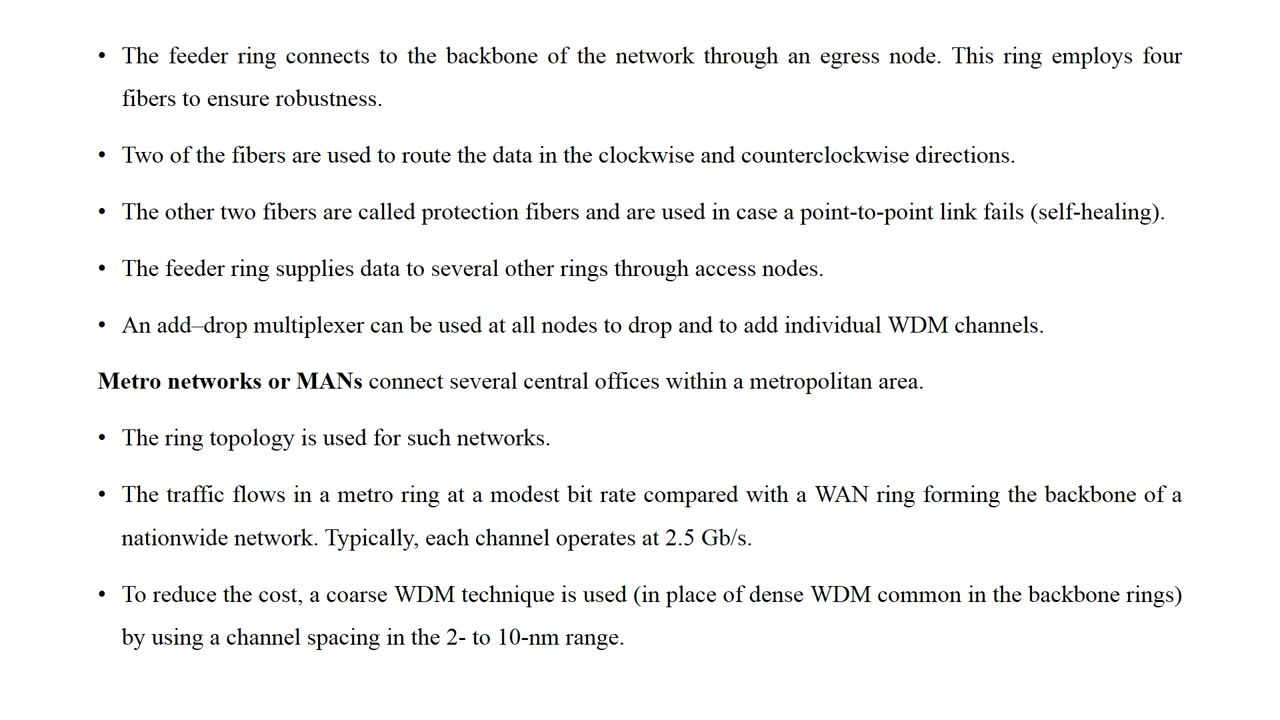 • The feeder ring connects to the backbone of the network through an egress node. This ring employs four
fibers to ensure robustness.
• Two of the fibers are used to route the data in the clockwise and counterclockwise directions.
• The other two fibers are called protection fibers and are used in case a point-to-point link fails (self-healing).
• The feeder ring supplies data to several other rings through access nodes.
• An add–drop multiplexer can be used at all nodes to drop and to add individual WDM channels.
Metro networks or MANs connect several central offices within a metropolitan area.
• The ring topology is used for such networks.
• The traffic flows in a metro ring at a modest bit rate compared with a WAN ring forming the backbone of a
nationwide network. Typically, each channel operates at 2.5 Gb/s.
• To reduce the cost, a coarse WDM technique is used (in place of dense WDM common in the backbone rings)
by using a channel spacing in the 2- to 10-nm range.